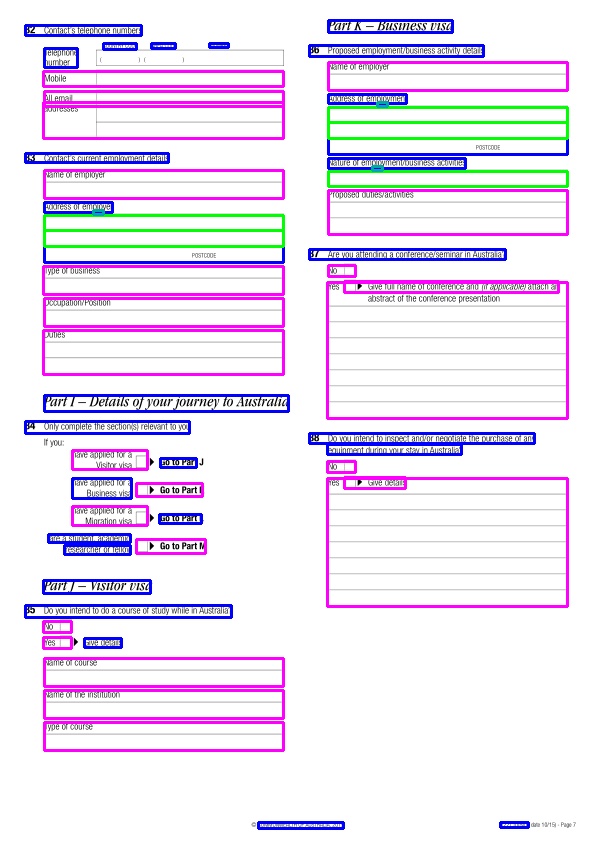 32 Contact's telephone numbers
Telephone number
( ) ( )
Mobile
All email addresses
33 Contact's current employment details
Name of employer
Address of employer
POSTCODE
Type of business
Occupation/Position
Duties
Part I – Details of your journey to Australia
34 Only complete the section(s) relevant to you
If you:
have applied for a
Visitor visa Go to Part J
have applied for a
Business visa Go to Part
have applied for a
Migration visa Go to Part
are a student, academic
researcher or fellow Go to Part M
Part J – Visitor visa
35 Do you intend to do a course of study while in Australia
No
Yes Give details
Name of course
Name of the institution
Type of course
Part K – Business visa
36 Proposed employment/business activity details
Name of employer
Address of employment
POSTCODE
Nature of employment/business activities
Proposed duties/activities
37 Are you attending a conference/seminar in Australia
No
Yes Give full name of conference and (if applicable) attach an
abstract of the conference presentation
38 Do you intend to inspect and/or negotiate the purchase of any
equipment during your stay in Australia
No
Yes Give details
© COMMONWEALTH OF AUSTRALIA,
date 10/15) - Page 7